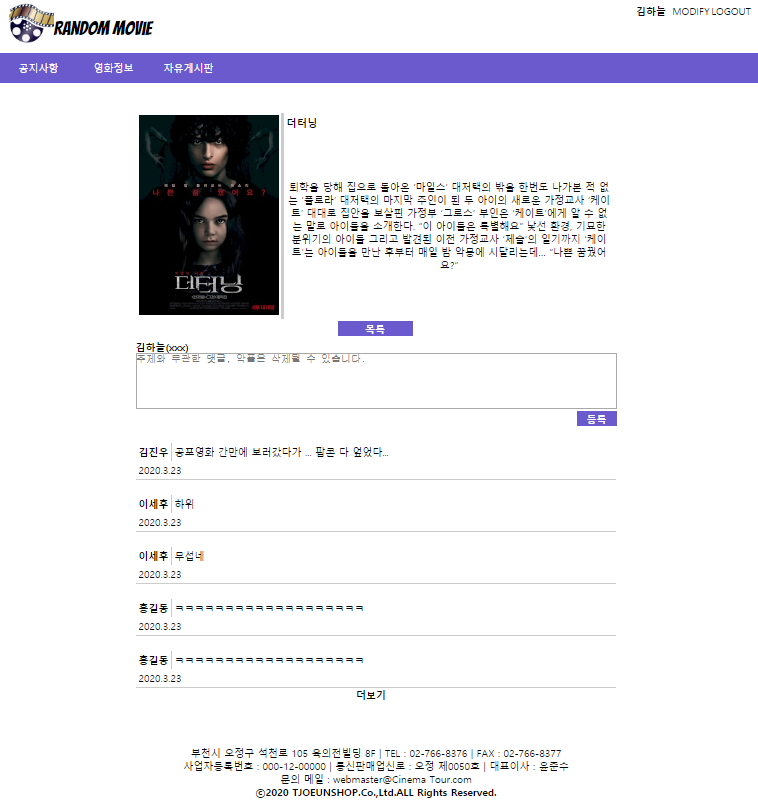 RANDOM MOVIE
김하늘 MODIFY LOGOUT
공지사항 영화정보 자유게시판
더터닝
나쁜 꿈을 꿨어요?
더터닝
퇴학을 당해 집으로 돌아온 ‘마일스’ 대저택의 밖을 한번도 나가본 적 없
는 ‘플로라’ 대저택의 마지막 주인이 된 두 아이의 새로운 가정교사 ‘케이
트’ 대대로 집안을 보살핀 가정부 ‘그로스’ 부인은 ‘케이트’에게 알 수 없
는 말로 아이들을 소개한다. “이 아이들은 특별해요” 낯선 환경, 기묘한
분위기의 아이들 그리고 발견된 이전 가정교사 ‘제슬’의 일기까지 ‘케이
트’는 아이들을 만난 후부터 매일 밤 악몽에 시달리는데... “나쁜 꿈꿨어
요?”
목록
김하늘(xxx)
주제와 무관한 댓글, 악플은 삭제될 수 있습니다.
등록
김진우 공포영화 간만에 보러갔다가 ... 팝콘 다 엎었다...
2020.3.23
이세후 하위
2020.3.23
이세후 무섭네
2020.3.23
홍길동 ㅋㅋㅋㅋㅋㅋㅋㅋㅋㅋㅋㅋㅋㅋㅋㅋㅋㅋㅋ
2020.3.23
홍길동 ㅋㅋㅋㅋㅋㅋㅋㅋㅋㅋㅋㅋㅋㅋㅋㅋㅋㅋㅋ
2020.3.23
더보기
부천시 오정구 석천로 105 옥의전빌딩 8F | TEL : 02-766-8376 | FAX : 02-766-8377
사업자등록번호 : 000-12-00000 | 통신판매업신로 : 오정 제0050호 | 대표이사 : 윤준수
문의 메일 : webmaster@Cinema Tour.com
©2020 TJOEUNSHOP.Co.,Ltd.ALL Rights Reserved.